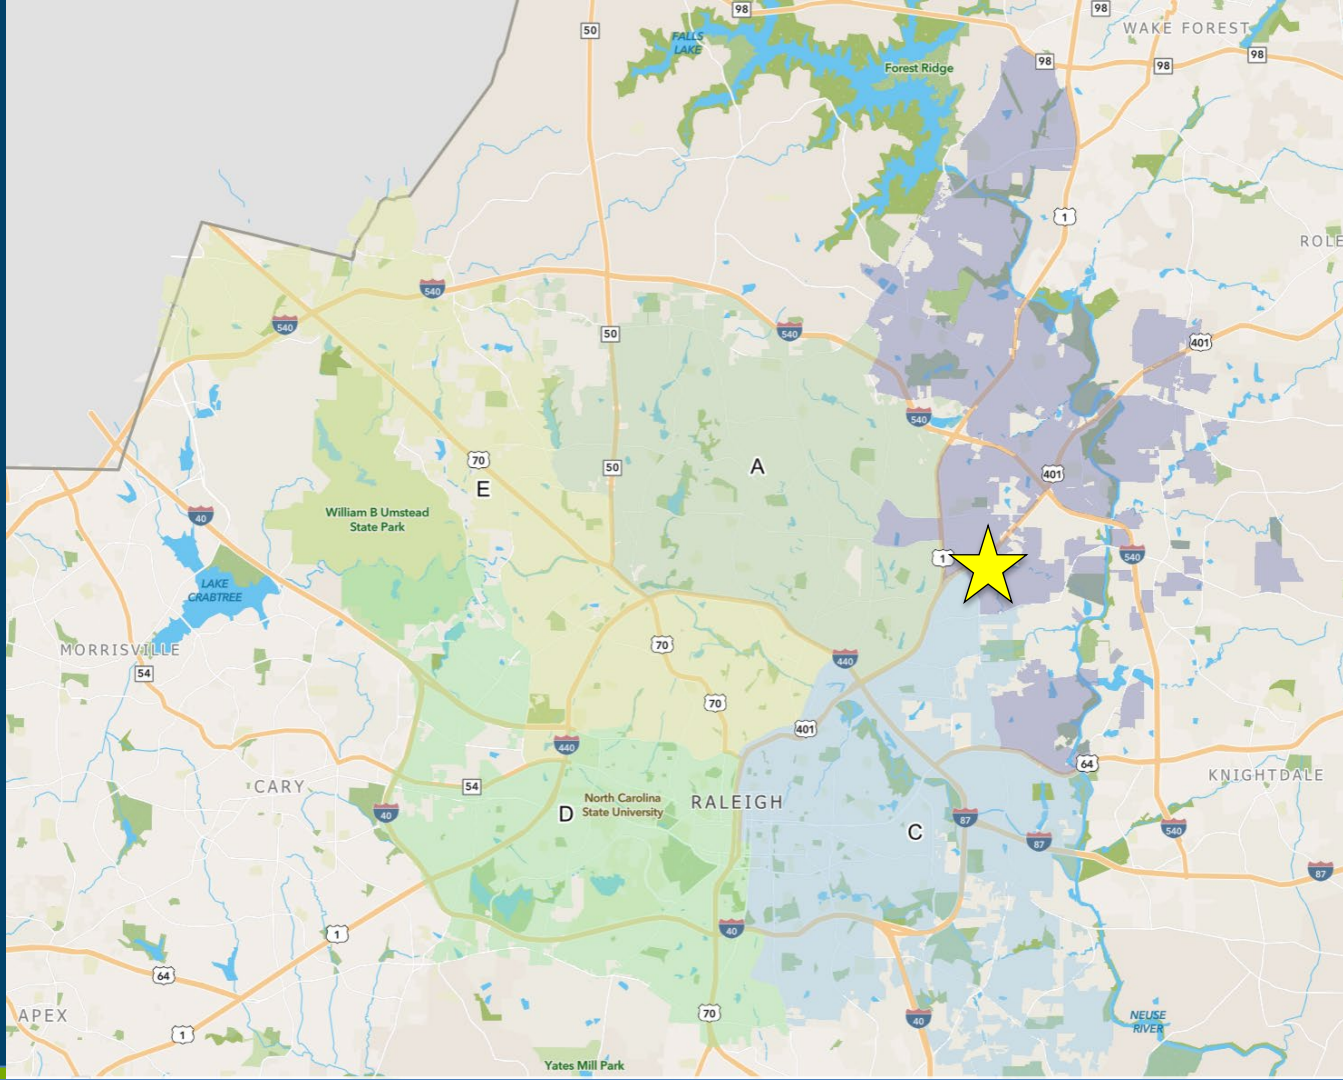 98
98
50
FALLS
LAKE
WAKE FOREST
98
98
98
Forest Ridge
1
ROLE
540
540
50
540
401
540
50
A
70
E
401
40
William B Umstead
State Park
1
540
LAKE
CRABTREE
MORRISVILLE
54
70
440
70
401
440
64
KNIGHTDALE
CARY
54
North Carolina
State University
RALEIGH
D
40
87
C
540
87
87
40
1
64
APEX
70
40
NEUSE
RIVER
1
Yates Mill Park